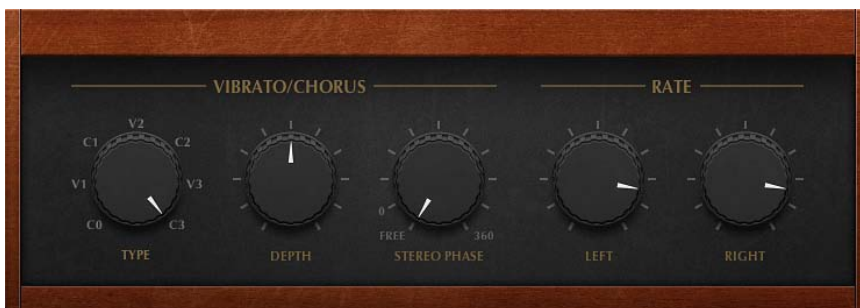 VIBRATO/CHORUS
RATE
V2
C1
C2
V1
V3
C0
C3
0
FREE
360
TYPE
DEPTH
STEREO PHASE
LEFT
RIGHT